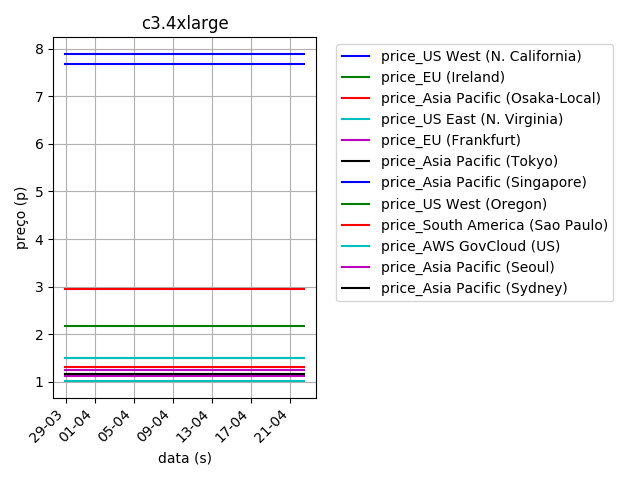 c3.4xlarge
8
7
6
5
4
3
2
1
preço (p)
29-03
01-04
05-04
09-04
13-04
17-04
21-04
data (s)
price_US West (N. California)
price_EU (Ireland)
price_Asia Pacific (Osaka-Local)
price_US East (N. Virginia)
price_EU (Frankfurt)
price_Asia Pacific (Tokyo)
price_Asia Pacific (Singapore)
price_US West (Oregon)
price_South America (Sao Paulo)
price_AWS GovCloud (US)
price_Asia Pacific (Seoul)
price_Asia Pacific (Sydney)